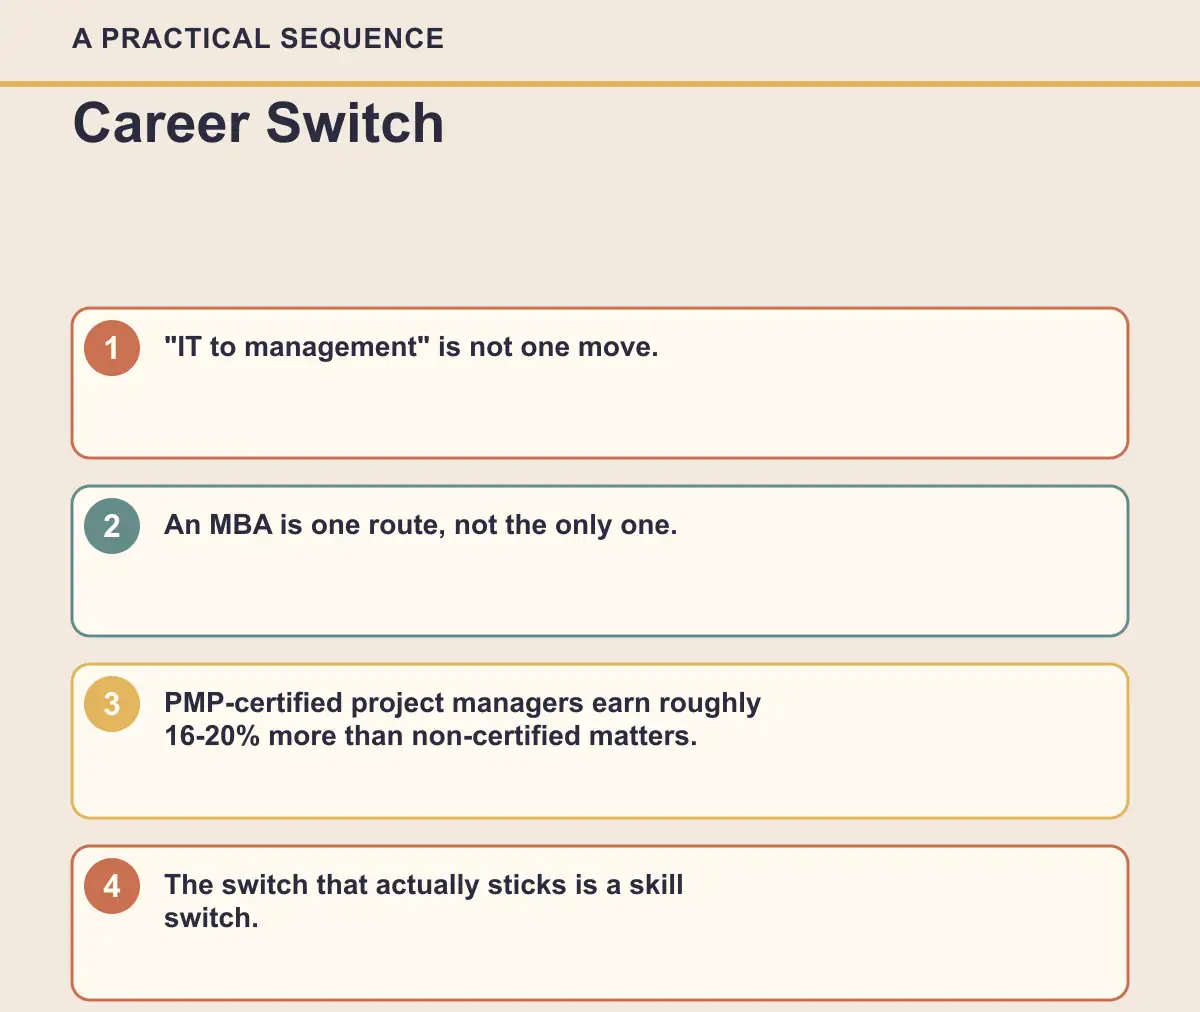 A PRACTICAL SEQUENCE
Career Switch
1
"IT to management" is not one move.
2
An MBA is one route, not the only one.
3
PMP-certified project managers earn roughly
16-20% more than non-certified matters.
4
The switch that actually sticks is a skill
switch.